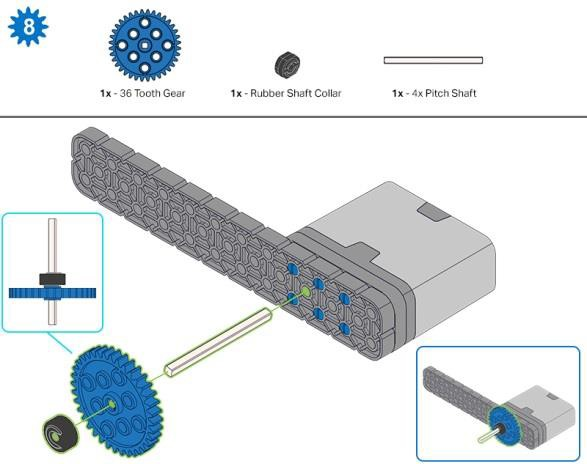 8
1x - 36 Tooth Gear
1x - Rubber Shaft Collar
1x - 4x Pitch Shaft